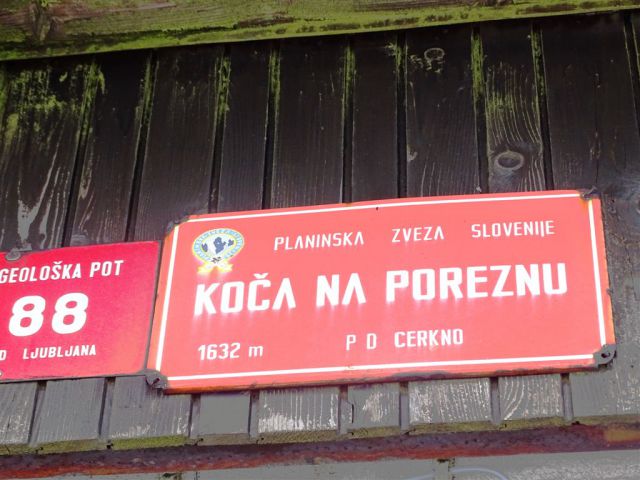 GEOLOŠKA POT
88
D LJUBLJANA
PLANINSKA ZVEZA SLOVENIJE
KOČA NA POREZNU
1632 m
P D CERKNO